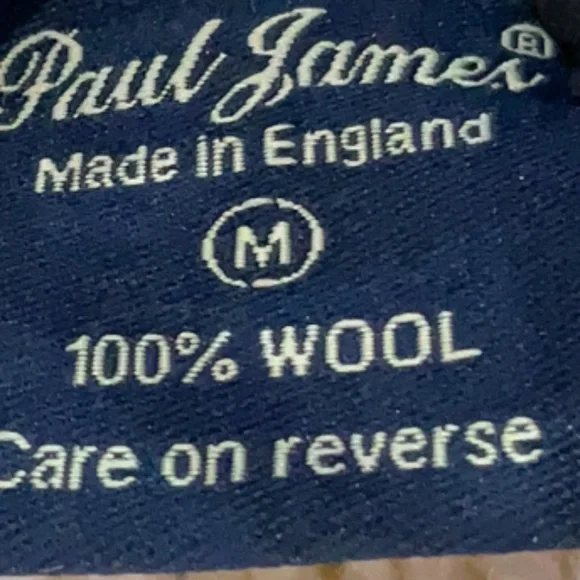 Paul James®
Made in England
M
100% WOOL
Care on reverse